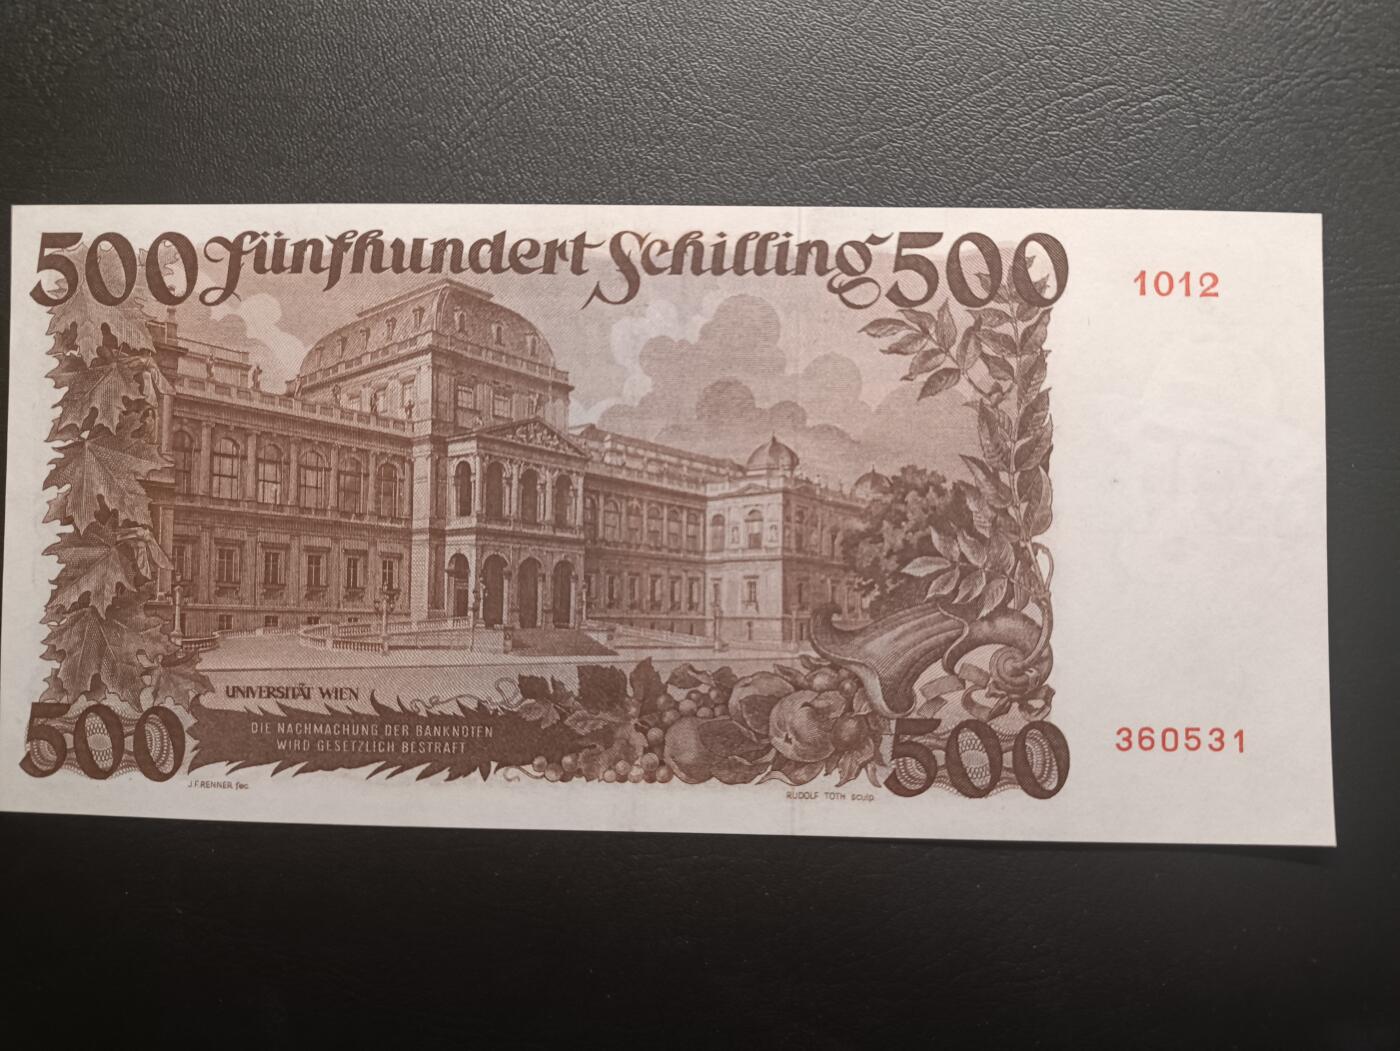 500 Fünfhundert Schilling 500
1012
UNIVERSITÄT WIEN
DIE NACHMACHUNG DER BANKNOTEN
WIRD GESETZLICH BESTRAFT
500 500
360531
J.F. RENNER fec.
RUDOLF TOTH sculp.